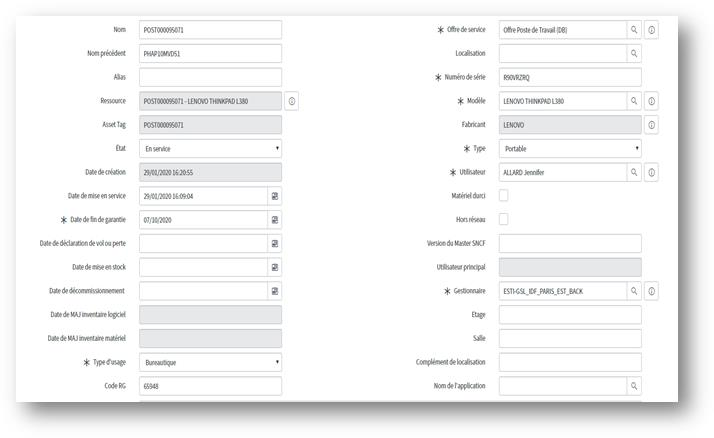 Nom POST000095071
Nom précédent PHAP10MVD51
Alias
Ressource POST000095071 - LENOVO THINKPAD L380
Asset Tag POST000095071
État En service
Date de création 29/01/2020 16:20:55
Date de mise en service 29/01/2020 16:09:04
Date de fin de garantie 07/10/2020
Date de déclaration de vol ou perte
Date de mise en stock
Date de décommissionnement
Date de MAJ inventaire logiciel
Date de MAJ inventaire matériel
Type d'usage Bureautique
Code RG 65948
Offre de service Offre Poste de Travail (DB)
Localisation
Numéro de série R90VRZRQ
Modèle LENOVO THINKPAD L380
Fabricant LENOVO
Type Portable
Utilisateur ALLARD Jennifer
Matériel durci
Hors réseau
Version du Master SNCF
Utilisateur principal
Gestionnaire ESTI-GSL_IDF_PARIS_EST_BACK
Etage
Salle
Complément de localisation
Nom de l'application